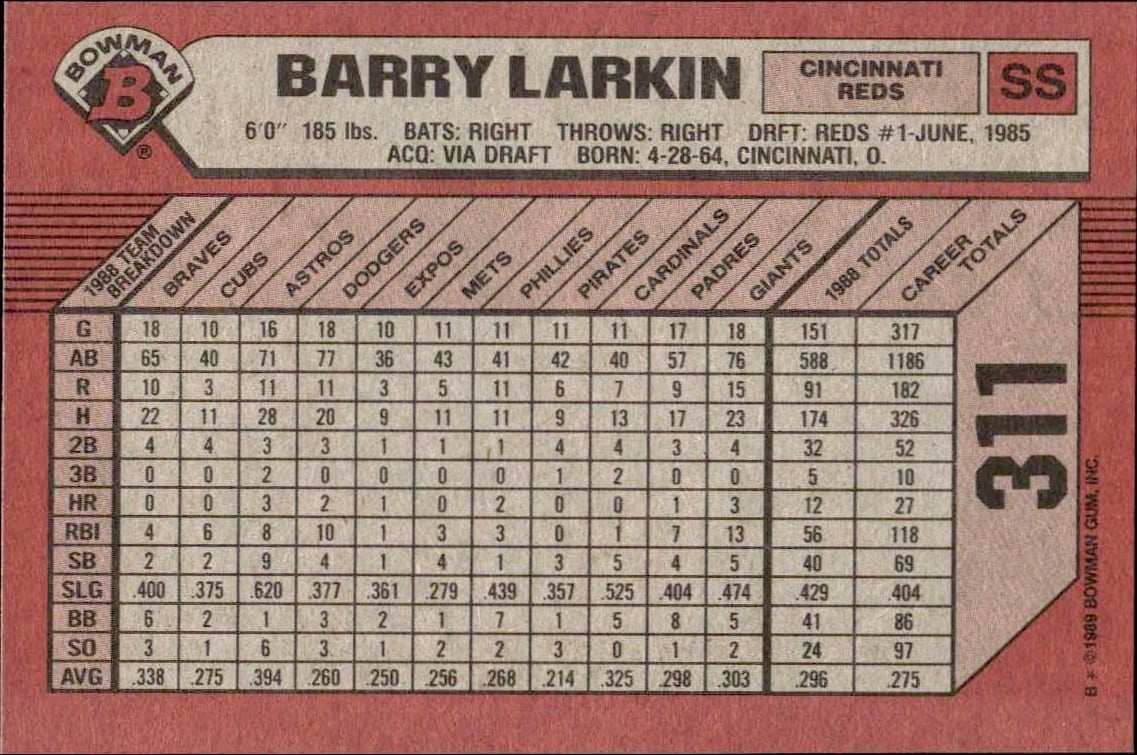 BOWMAN
B
®
BARRY LARKIN
CINCINNATI
REDS
SS
6'0" 185 lbs. BATS: RIGHT THROWS: RIGHT DRFT: REDS #1-JUNE, 1985
ACQ: VIA DRAFT BORN: 4-28-64, CINCINNATI, O.
1988 TEAM
BREAKDOWN
BRAVES
CUBS
ASTROS
DODGERS
EXPOS
METS
PHILLIES
PIRATES
CARDINALS
PADRES
GIANTS
1988 TOTALS
CAREER
TOTALS
G 18 10 16 18 10 11 11 11 11 17 18 151 317
AB 65 40 71 77 36 43 41 42 40 57 76 588 1186
R 10 3 11 11 3 5 11 6 7 9 15 91 182
H 22 11 28 20 9 11 11 9 13 17 23 174 326
2B 4 4 3 3 1 1 1 4 4 3 4 32 52
3B 0 0 2 0 0 0 0 1 2 0 0 5 10
HR 0 0 3 2 1 0 2 0 0 1 3 12 27
RBI 4 6 8 10 1 3 3 0 1 7 13 56 118
SB 2 2 9 4 1 4 1 3 5 4 5 40 69
SLG .400 .375 .620 .377 .361 .279 .439 .357 .525 .404 .474 .429 .404
BB 6 2 1 3 2 1 7 1 5 8 5 41 86
SO 3 1 6 3 1 2 2 3 0 1 2 24 97
AVG .338 .275 .394 .260 .250 .256 .268 .214 .325 .298 .303 .296 .275
311
B * ©1989 BOWMAN GUM, INC.